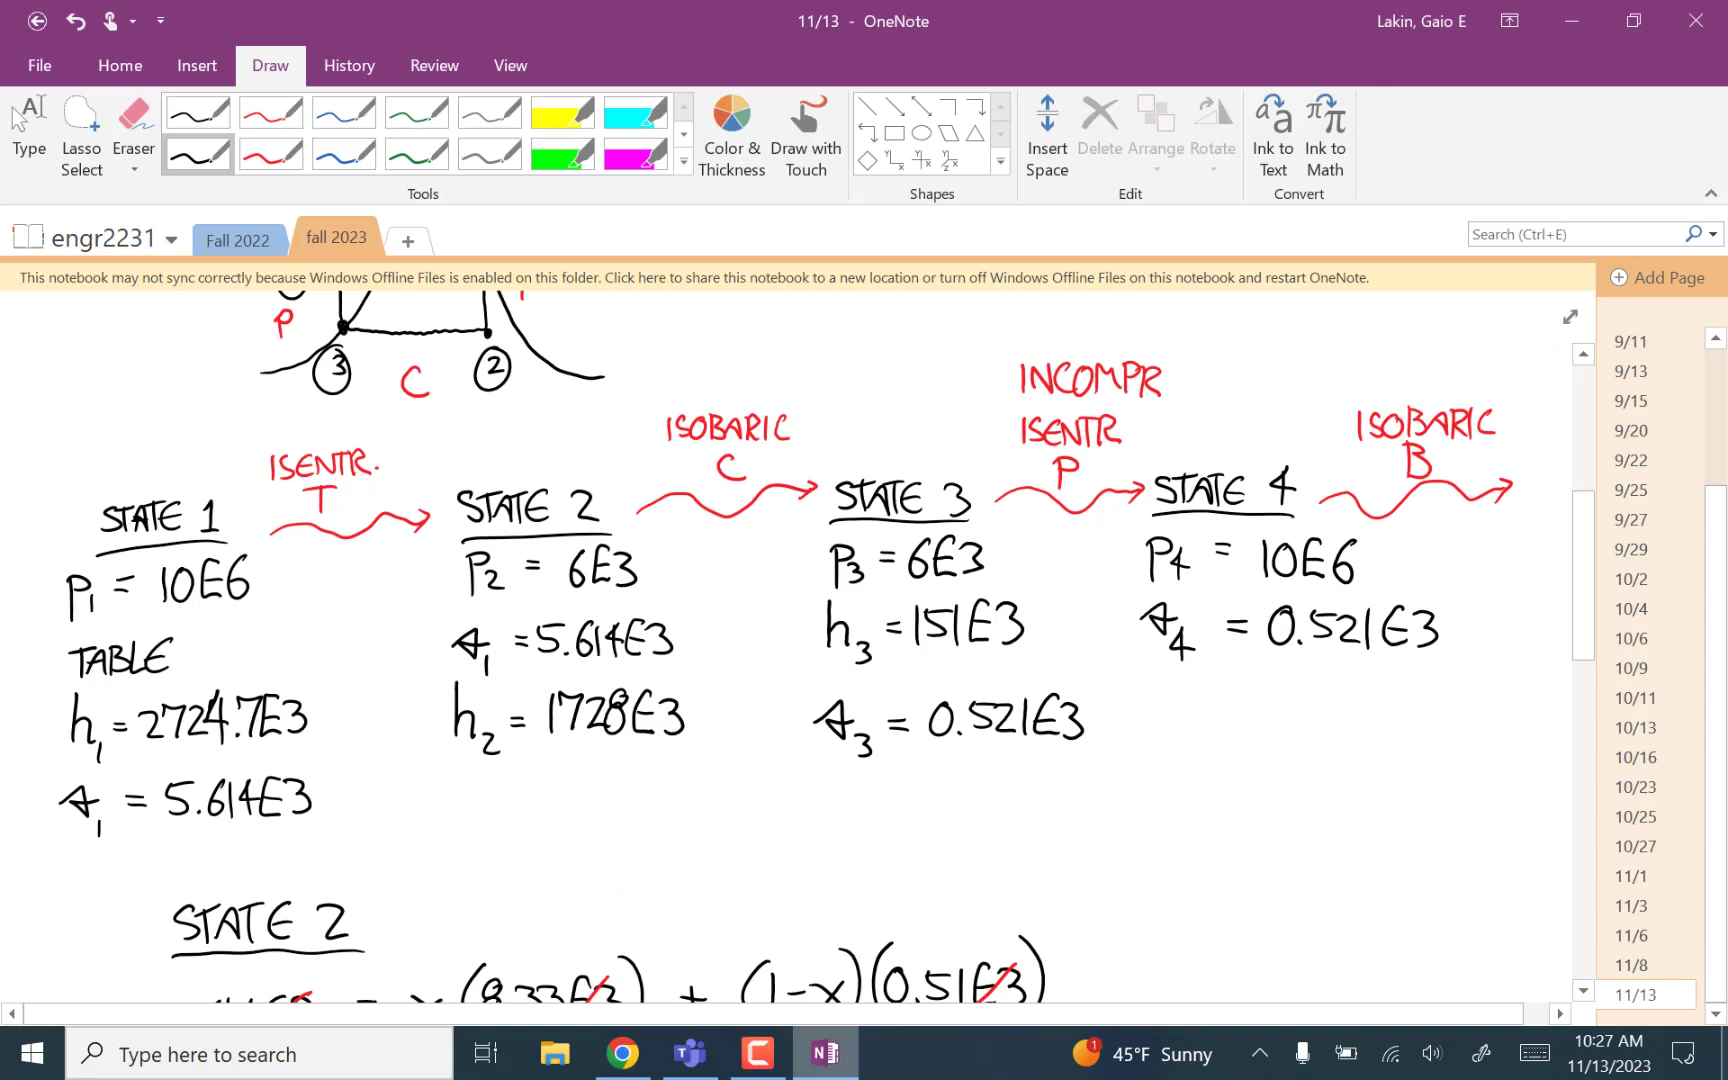 11/13 - OneNote
Lakin, Gaio E
File Home Insert Draw History Review View
Type
Lasso Select
Eraser
Color & Thickness
Draw with Touch
Insert Space
Delete
Arrange
Rotate
Ink to Text
Ink to Math
Tools
Shapes
Edit
Convert
engr2231
Fall 2022
fall 2023
Search (Ctrl+E)
This notebook may not sync correctly because Windows Offline Files is enabled on this folder. Click here to share this notebook to a new location or turn off Windows Offline Files on this notebook and restart OneNote.
Add Page
P
3
2
C
ISENTR.
T
ISOBARIC
C
INCOMPR
ISENTR
P
ISOBARIC
B
STATE 1
P1 = 10E6
TABLE
h1 = 2724.7E3
s1 = 5.614E3
STATE 2
P2 = 6E3
s1 = 5.614E3
h2 = 1728E3
STATE 3
P3 = 6E3
h3 = 151E3
s3 = 0.521E3
STATE 4
P4 = 10E6
s4 = 0.521E3
STATE 2
(8.33E3) + (1-x)(0.51E3)
9/11
9/13
9/15
9/20
9/22
9/25
9/27
9/29
10/2
10/4
10/6
10/9
10/11
10/13
10/16
10/23
10/25
10/27
11/1
11/3
11/6
11/8
11/13
Type here to search
45°F Sunny
10:27 AM
11/13/2023